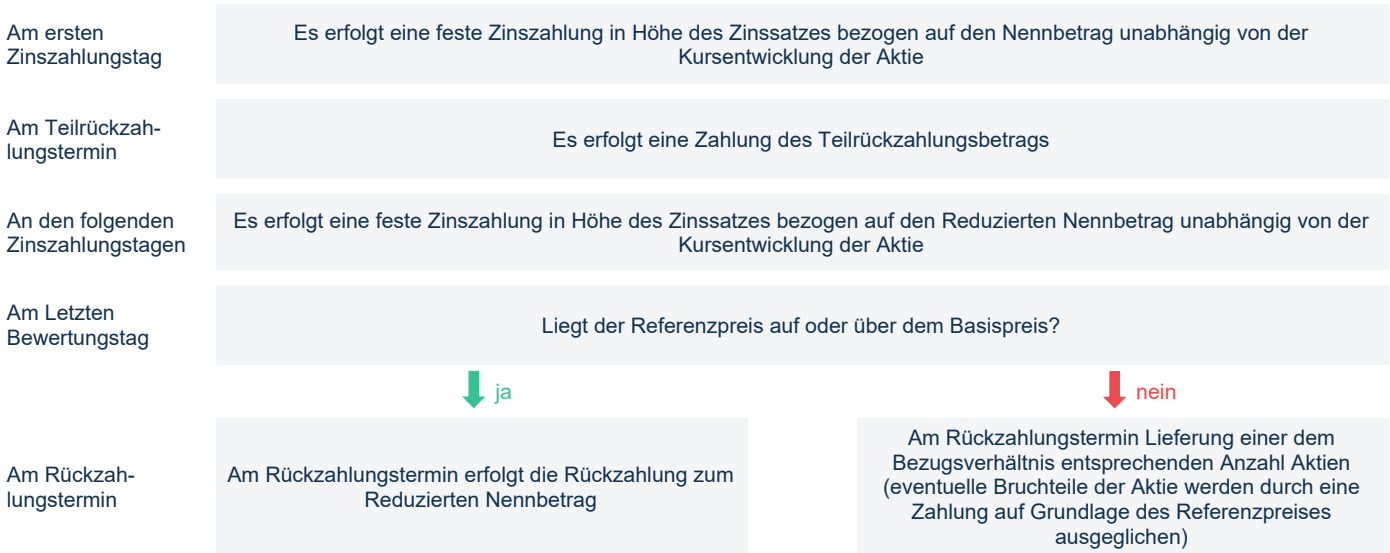 Am ersten
Zinszahlungstag
Es erfolgt eine feste Zinszahlung in Höhe des Zinssatzes bezogen auf den Nennbetrag unabhängig von der
Kursentwicklung der Aktie
Am Teilrückzah-
lungstermin
Es erfolgt eine Zahlung des Teilrückzahlungsbetrags
An den folgenden
Zinszahlungstagen
Es erfolgt eine feste Zinszahlung in Höhe des Zinssatzes bezogen auf den Reduzierten Nennbetrag unabhängig von der
Kursentwicklung der Aktie
Am Letzten
Bewertungstag
Liegt der Referenzpreis auf oder über dem Basispreis?
ja
nein
Am Rückzah-
lungstermin
Am Rückzahlungstermin erfolgt die Rückzahlung zum
Reduzierten Nennbetrag
Am Rückzahlungstermin Lieferung einer dem
Bezugsverhältnis entsprechenden Anzahl Aktien
(eventuelle Bruchteile der Aktie werden durch eine
Zahlung auf Grundlage des Referenzpreises
ausgeglichen)